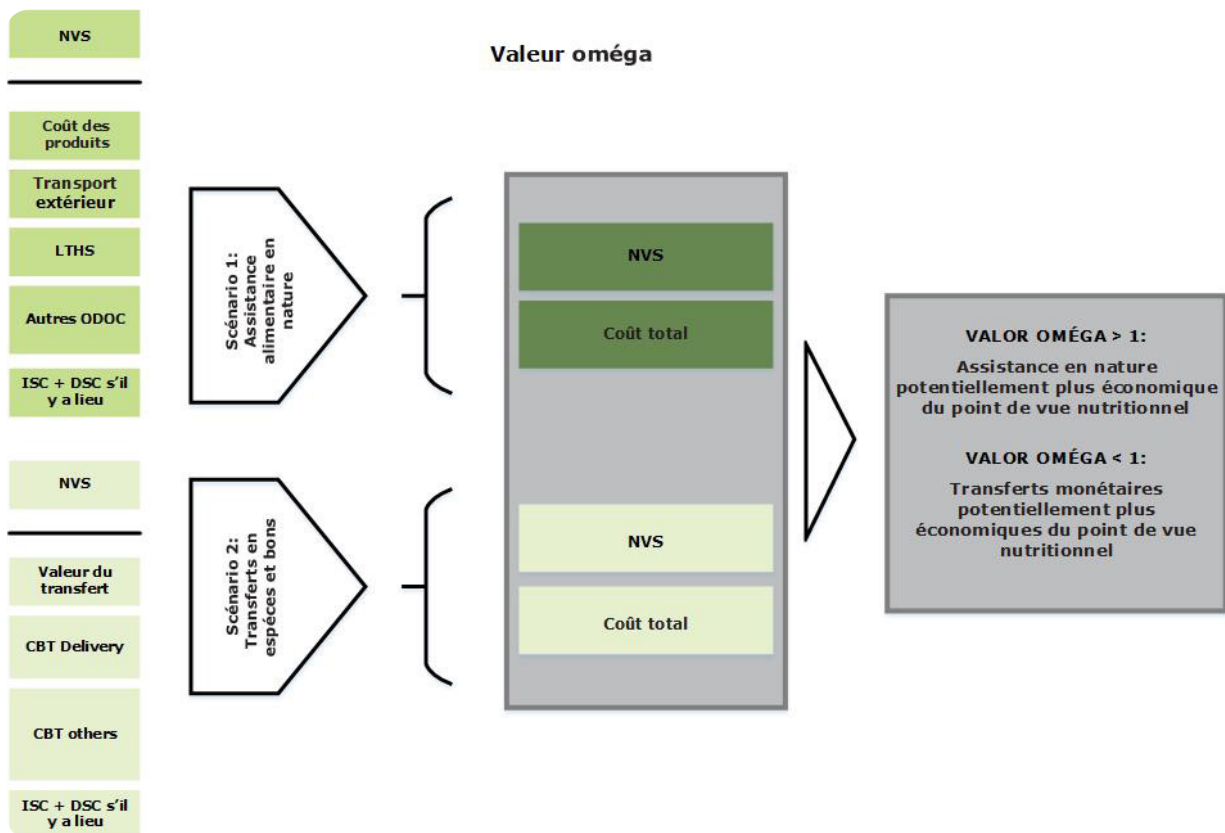 Valeur oméga
NVS
Coût des
produits
Transport
extérieur
LTHS
Autres ODOC
ISC + DSC s’il
y a lieu
NVS
Valeur du
transfert
CBT Delivery
CBT others
ISC + DSC s’il
y a lieu
Scénario 1:
Assistance
alimentaire en
nature
Scénario 2:
Transferts en
espéces et bons
NVS
Coût total
NVS
Coût total
VALOR OMÉGA > 1:
Assistance en nature
potentiellement plus économique
du point de vue nutritionnel
VALOR OMÉGA < 1:
Transferts monétaires
potentiellement plus
économiques du point de vue
nutritionnel